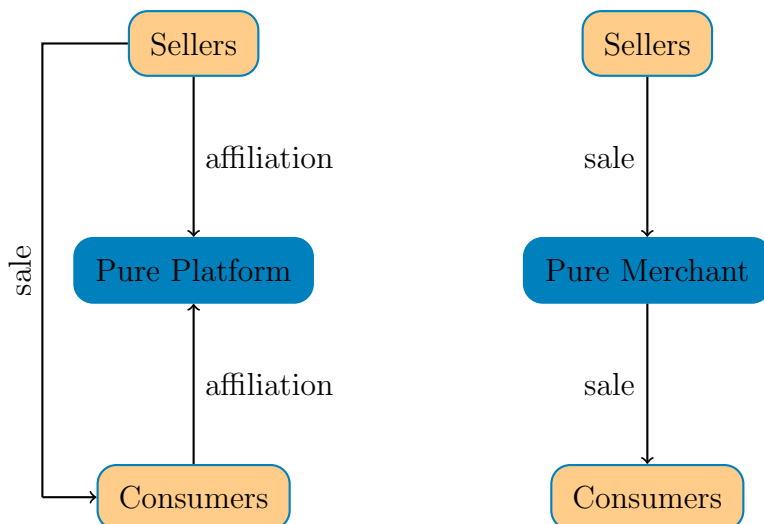 Sellers
Sellers
affiliation
sale
sale
Pure Platform
Pure Merchant
affiliation
sale
Consumers
Consumers